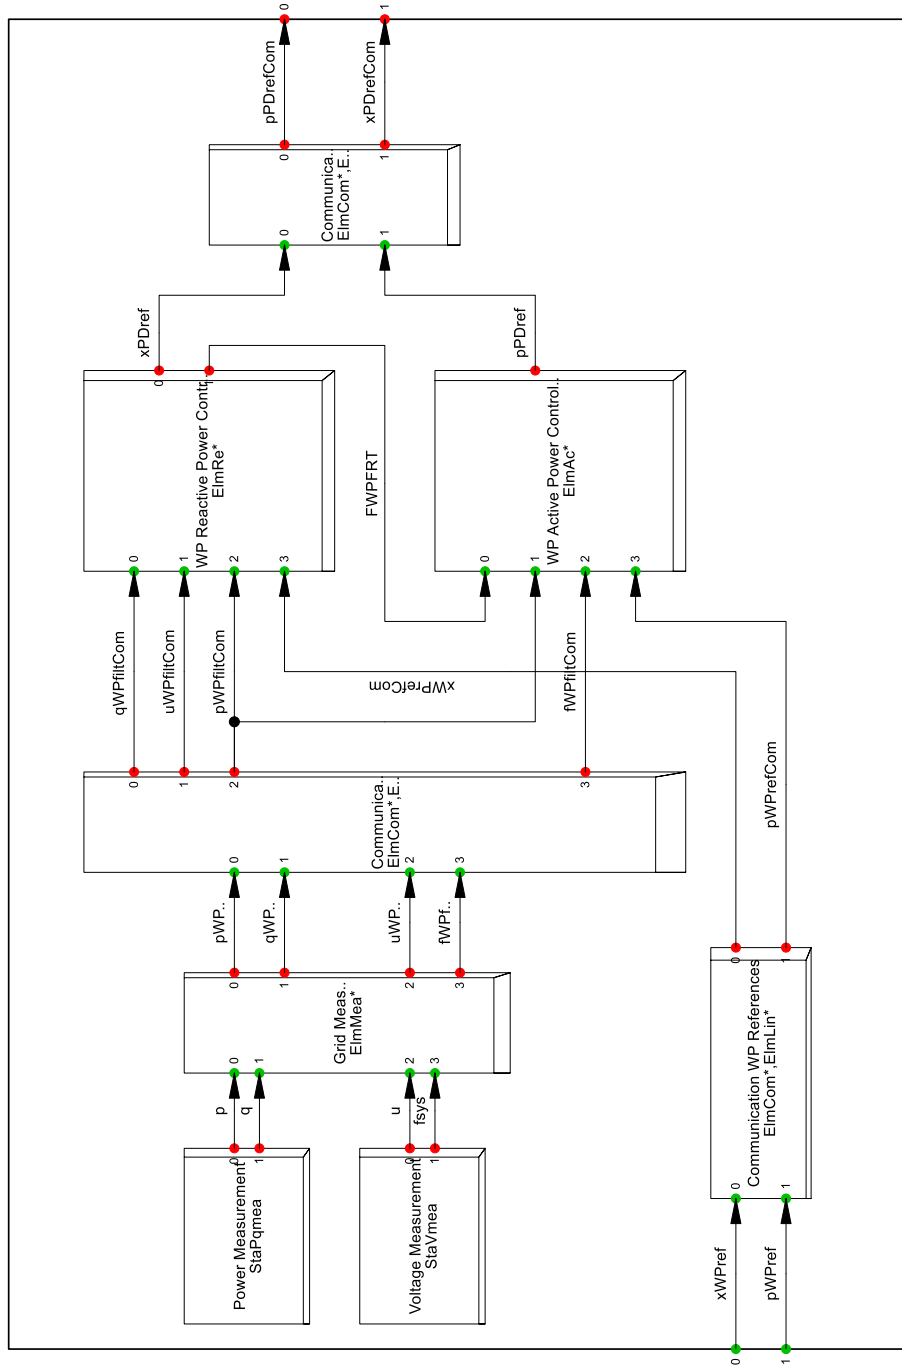 0
1
pPDrefCom
xPDrefCom
0
1
Communica..
ElmCom*,E..
0
1
xPDref
pPDref
0
1
WP Reactive Power Contr..
ElmRe*
FWPFRT
WP Active Power Control..
ElmAc*
0
1
2
3
0
1
2
3
qWPfiltCom
uWPfiltCom
pWPfiltCom
xWPrefCom
fWPfiltCom
pWPrefCom
0
1
2
3
Communica..
ElmCom*,E..
0
1
2
3
pWP..
qWP..
uWP..
fWPf..
0
1
2
3
Grid Meas..
ElmMea*
0
1
2
3
p
q
u
fsys
0
1
Power Measurement
StaPqmea
0
1
Voltage Measurement
StaVmea
0
1
Communication WP References
ElmCom*,ElmLin*
0
1
xWPref
pWPref
0
1